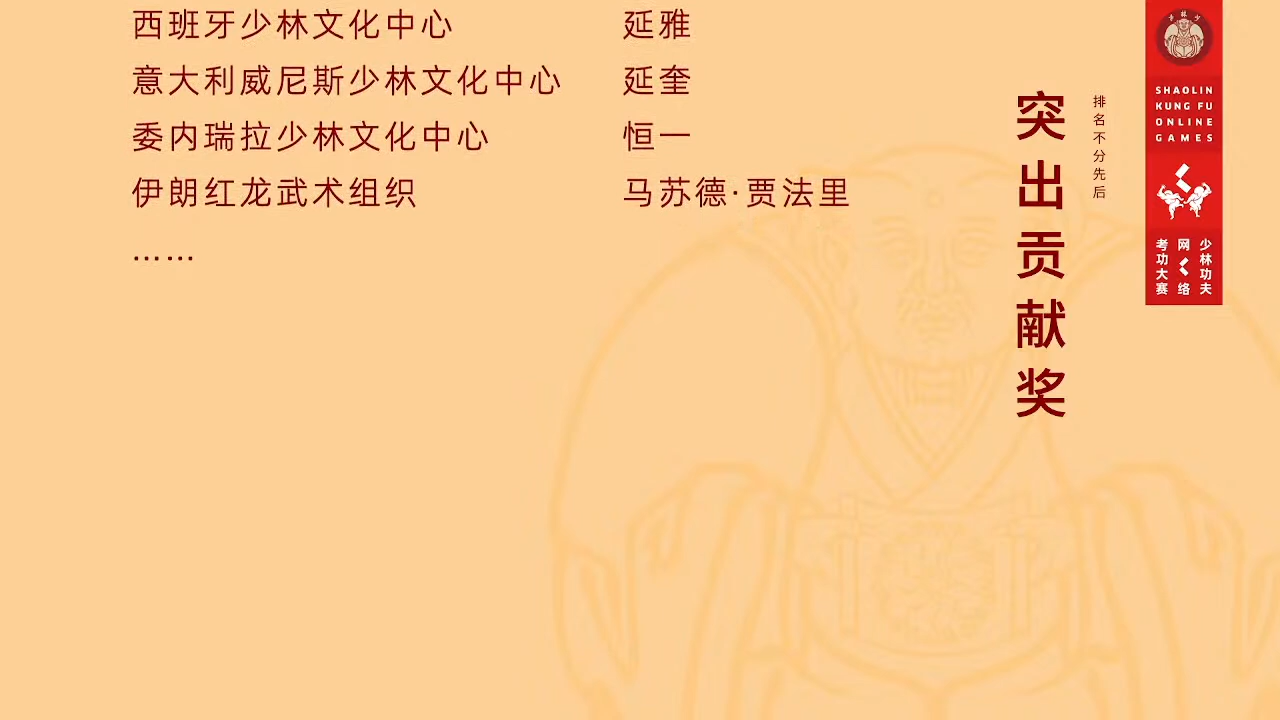 西班牙少林文化中心 延雅
意大利威尼斯少林文化中心 延奎
委内瑞拉少林文化中心 恒一
伊朗红龙武术组织 马苏德·贾法里
……
突出贡献奖
排名不分先后
少林
SHAOLIN
KUNG FU
ONLINE
GAMES
少林功夫
网络
考功大赛